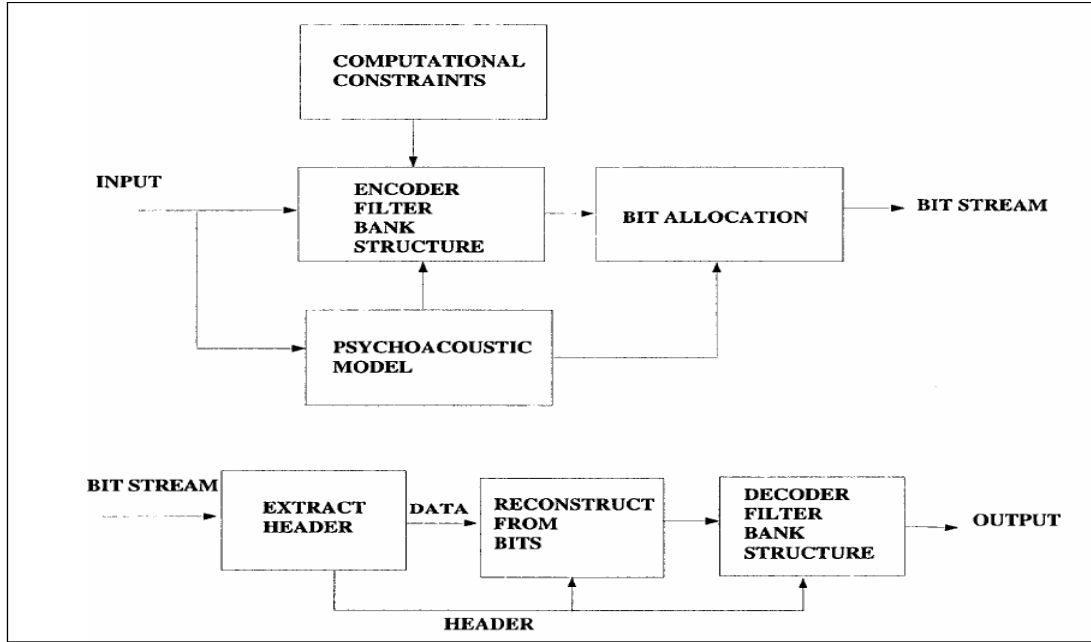 COMPUTATIONAL
CONSTRAINTS
INPUT
ENCODER
FILTER
BANK
STRUCTURE
BIT ALLOCATION
BIT STREAM
PSYCHOACOUSTIC
MODEL
BIT STREAM
EXTRACT
HEADER
DATA
RECONSTRUCT
FROM
BITS
DECODER
FILTER
BANK
STRUCTURE
OUTPUT
HEADER